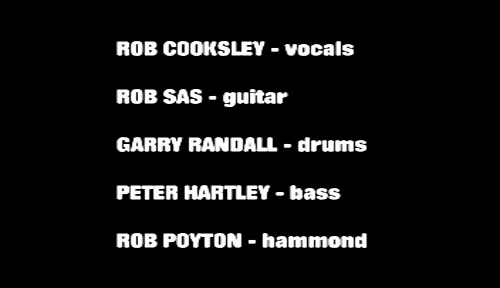 ROB COOKSLEY - vocals
ROB SAS - guitar
GARRY RANDALL - drums
PETER HARTLEY - bass
ROB POYTON - hammond